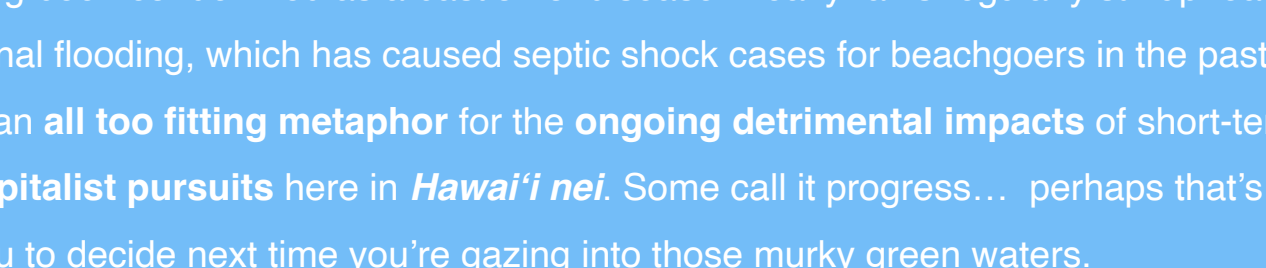 nal flooding, which has caused septic shock cases for beachgoers in the past
an all too fitting metaphor for the ongoing detrimental impacts of short-te
pitalist pursuits here in Hawaiʻi nei. Some call it progress… perhaps that’s
u to decide next time you’re gazing into those murky green waters.